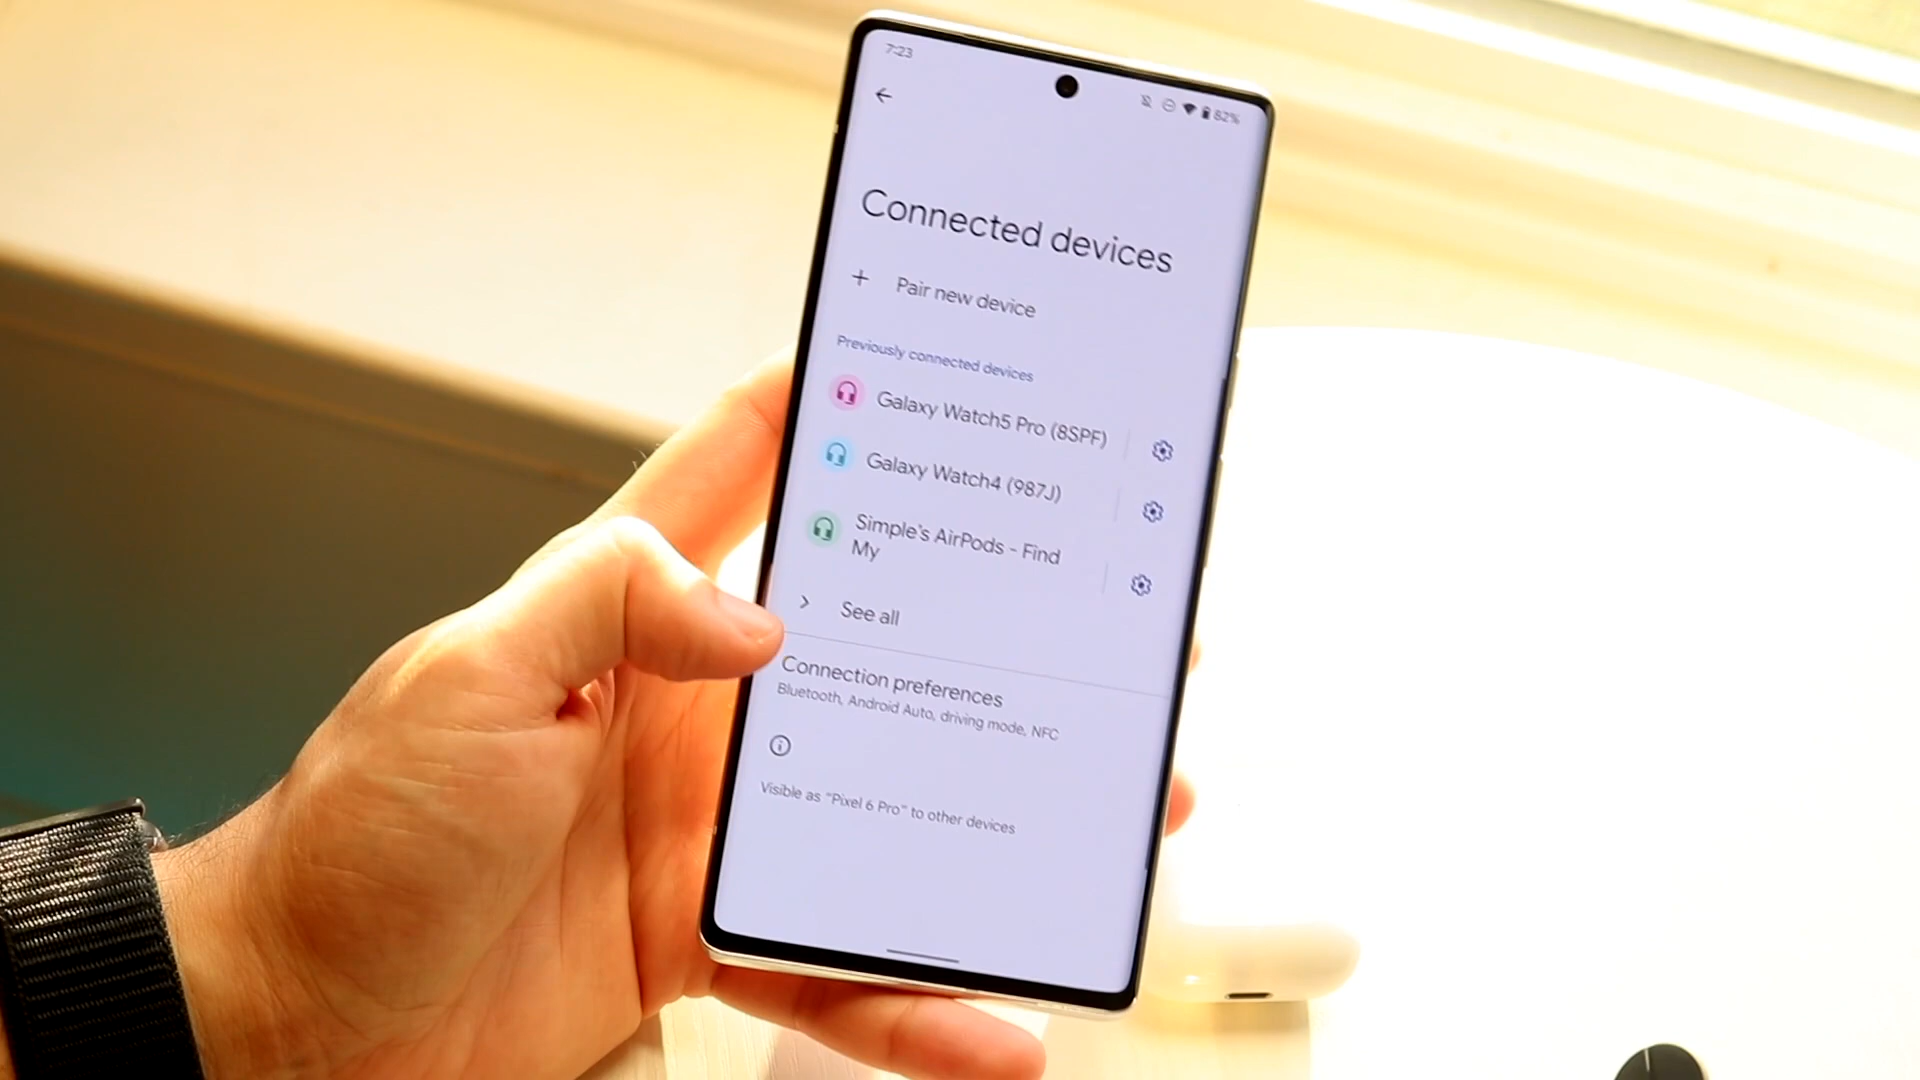 7:23
82%
Connected devices
Pair new device
Previously connected devices
Galaxy Watch5 Pro (8SPF)
Galaxy Watch4 (987J)
Simple's AirPods - Find
My
See all
Connection preferences
Bluetooth, Android Auto, driving mode, NFC
Visible as "Pixel 6 Pro" to other devices